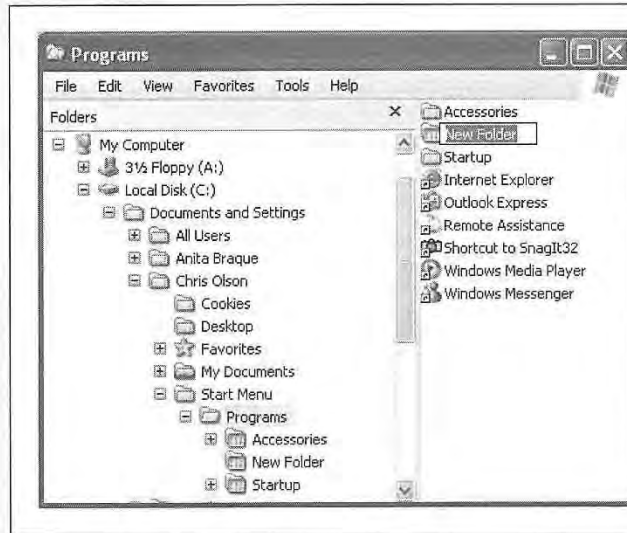 Programs
File Edit View Favorites Tools Help
Folders
My Computer
3½ Floppy (A:)
Local Disk (C:)
Documents and Settings
All Users
Anita Braque
Chris Olson
Cookies
Desktop
Favorites
My Documents
Start Menu
Programs
Accessories
New Folder
Startup
Accessories
New Folder
Startup
Internet Explorer
Outlook Express
Remote Assistance
Shortcut to SnagIt32
Windows Media Player
Windows Messenger